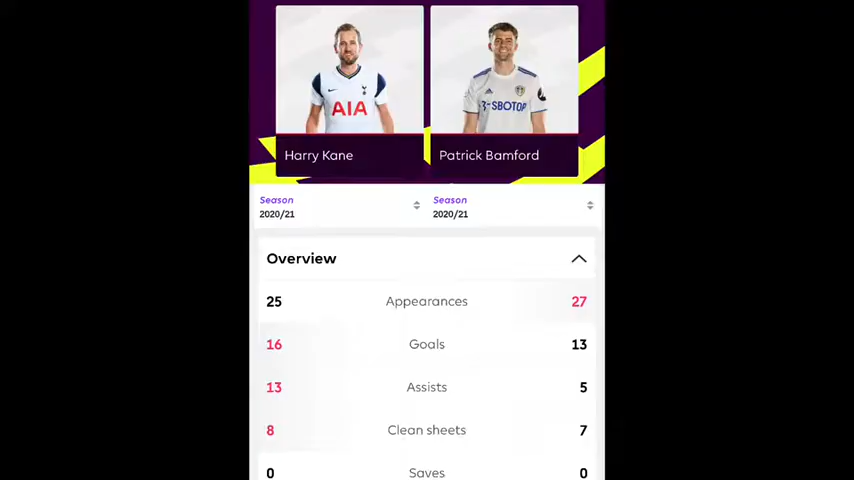 AIA
SBOTOP
Harry Kane
Patrick Bamford
Season
Season
2020/21
2020/21
Overview
25 Appearances 27
16 Goals 13
13 Assists 5
8 Clean sheets 7
0 Saves 0